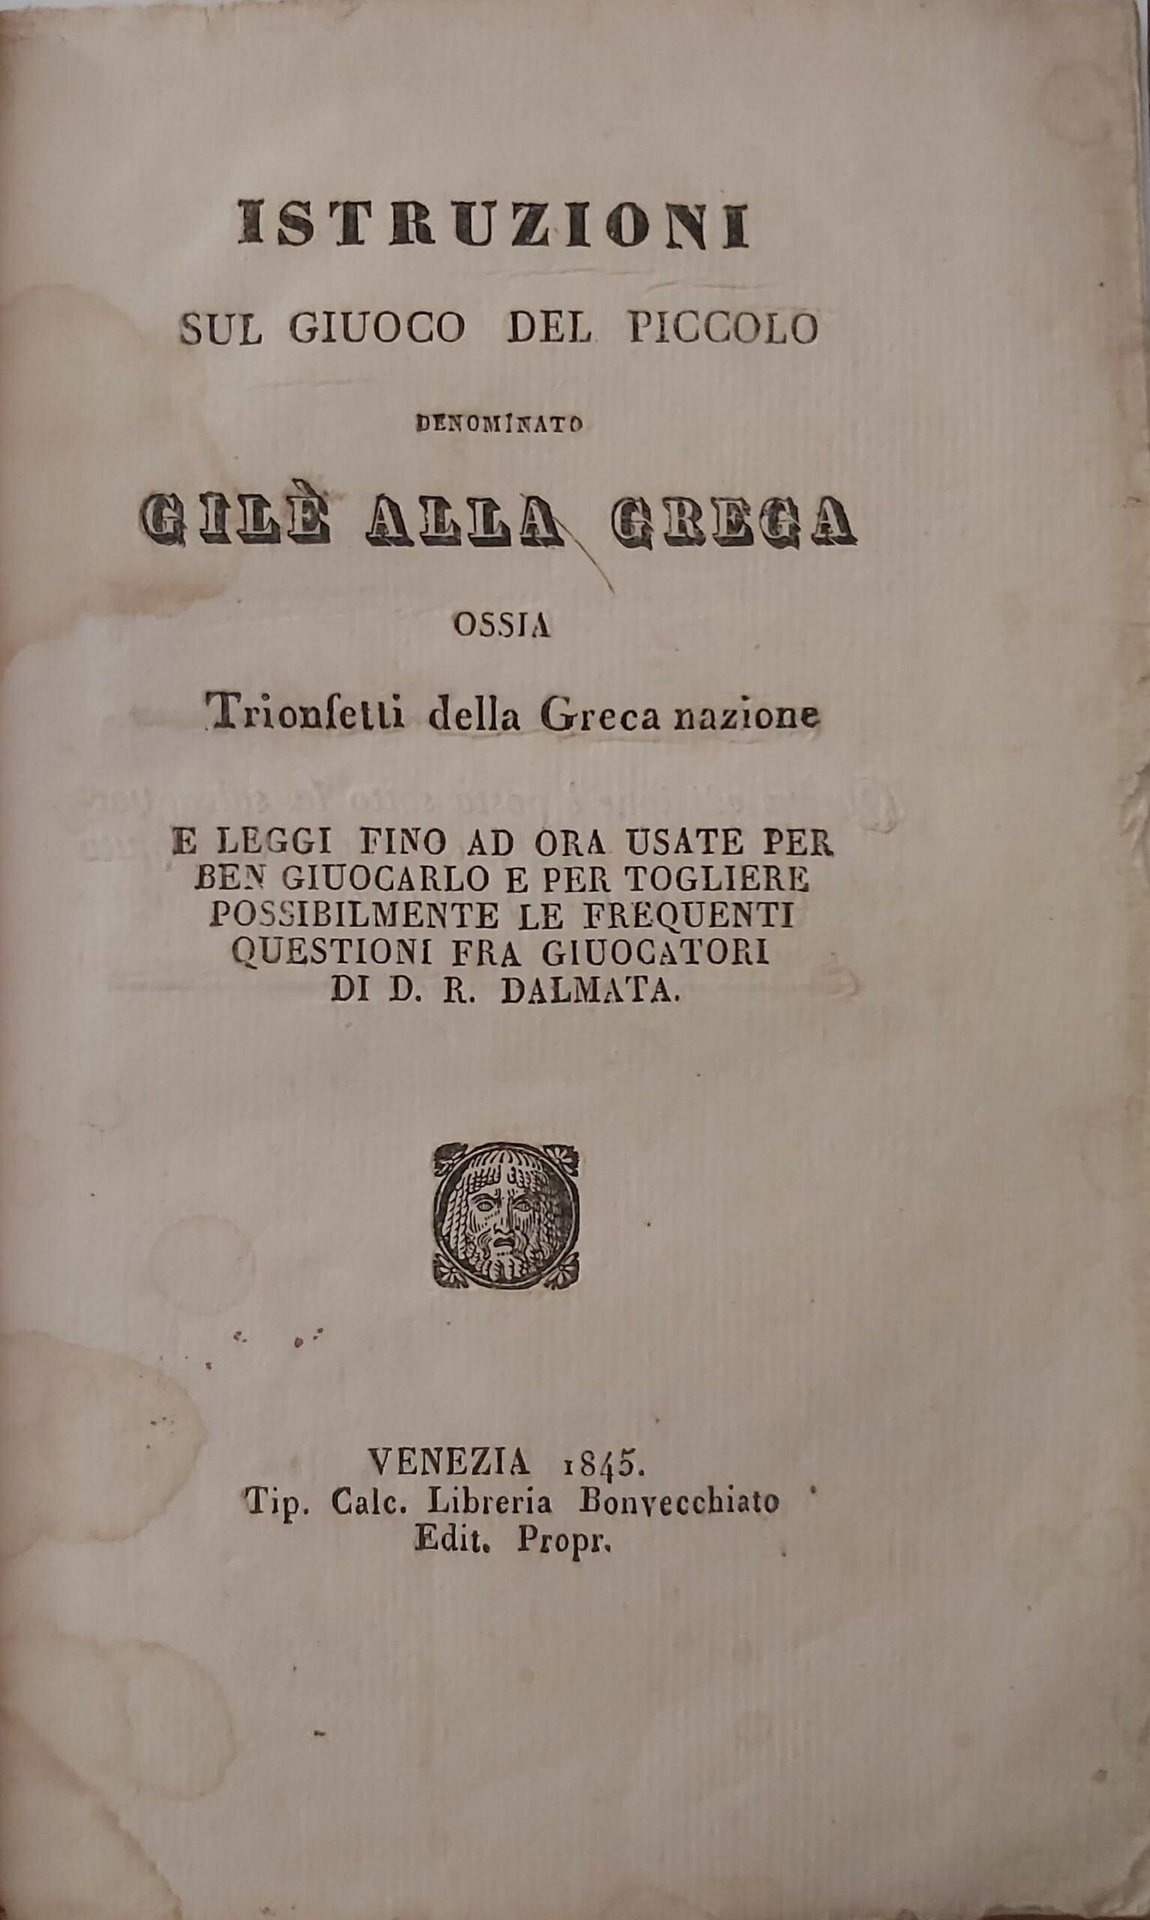 ISTRUZIONI
SUL GIUOCO DEL PICCOLO
DENOMINATO
GILÈ ALLA GREGA
OSSIA
Trionfetti della Greca nazione
E LEGGI FINO AD ORA USATE PER
BEN GIUOCARLO E PER TOGLIERE
POSSIBILMENTE LE FREQUENTI
QUESTIONI FRA GIUOCATORI
DI D. R. DALMATA.
VENEZIA 1845.
Tip. Calc. Libreria Bonvecchiato
Edit. Propr.